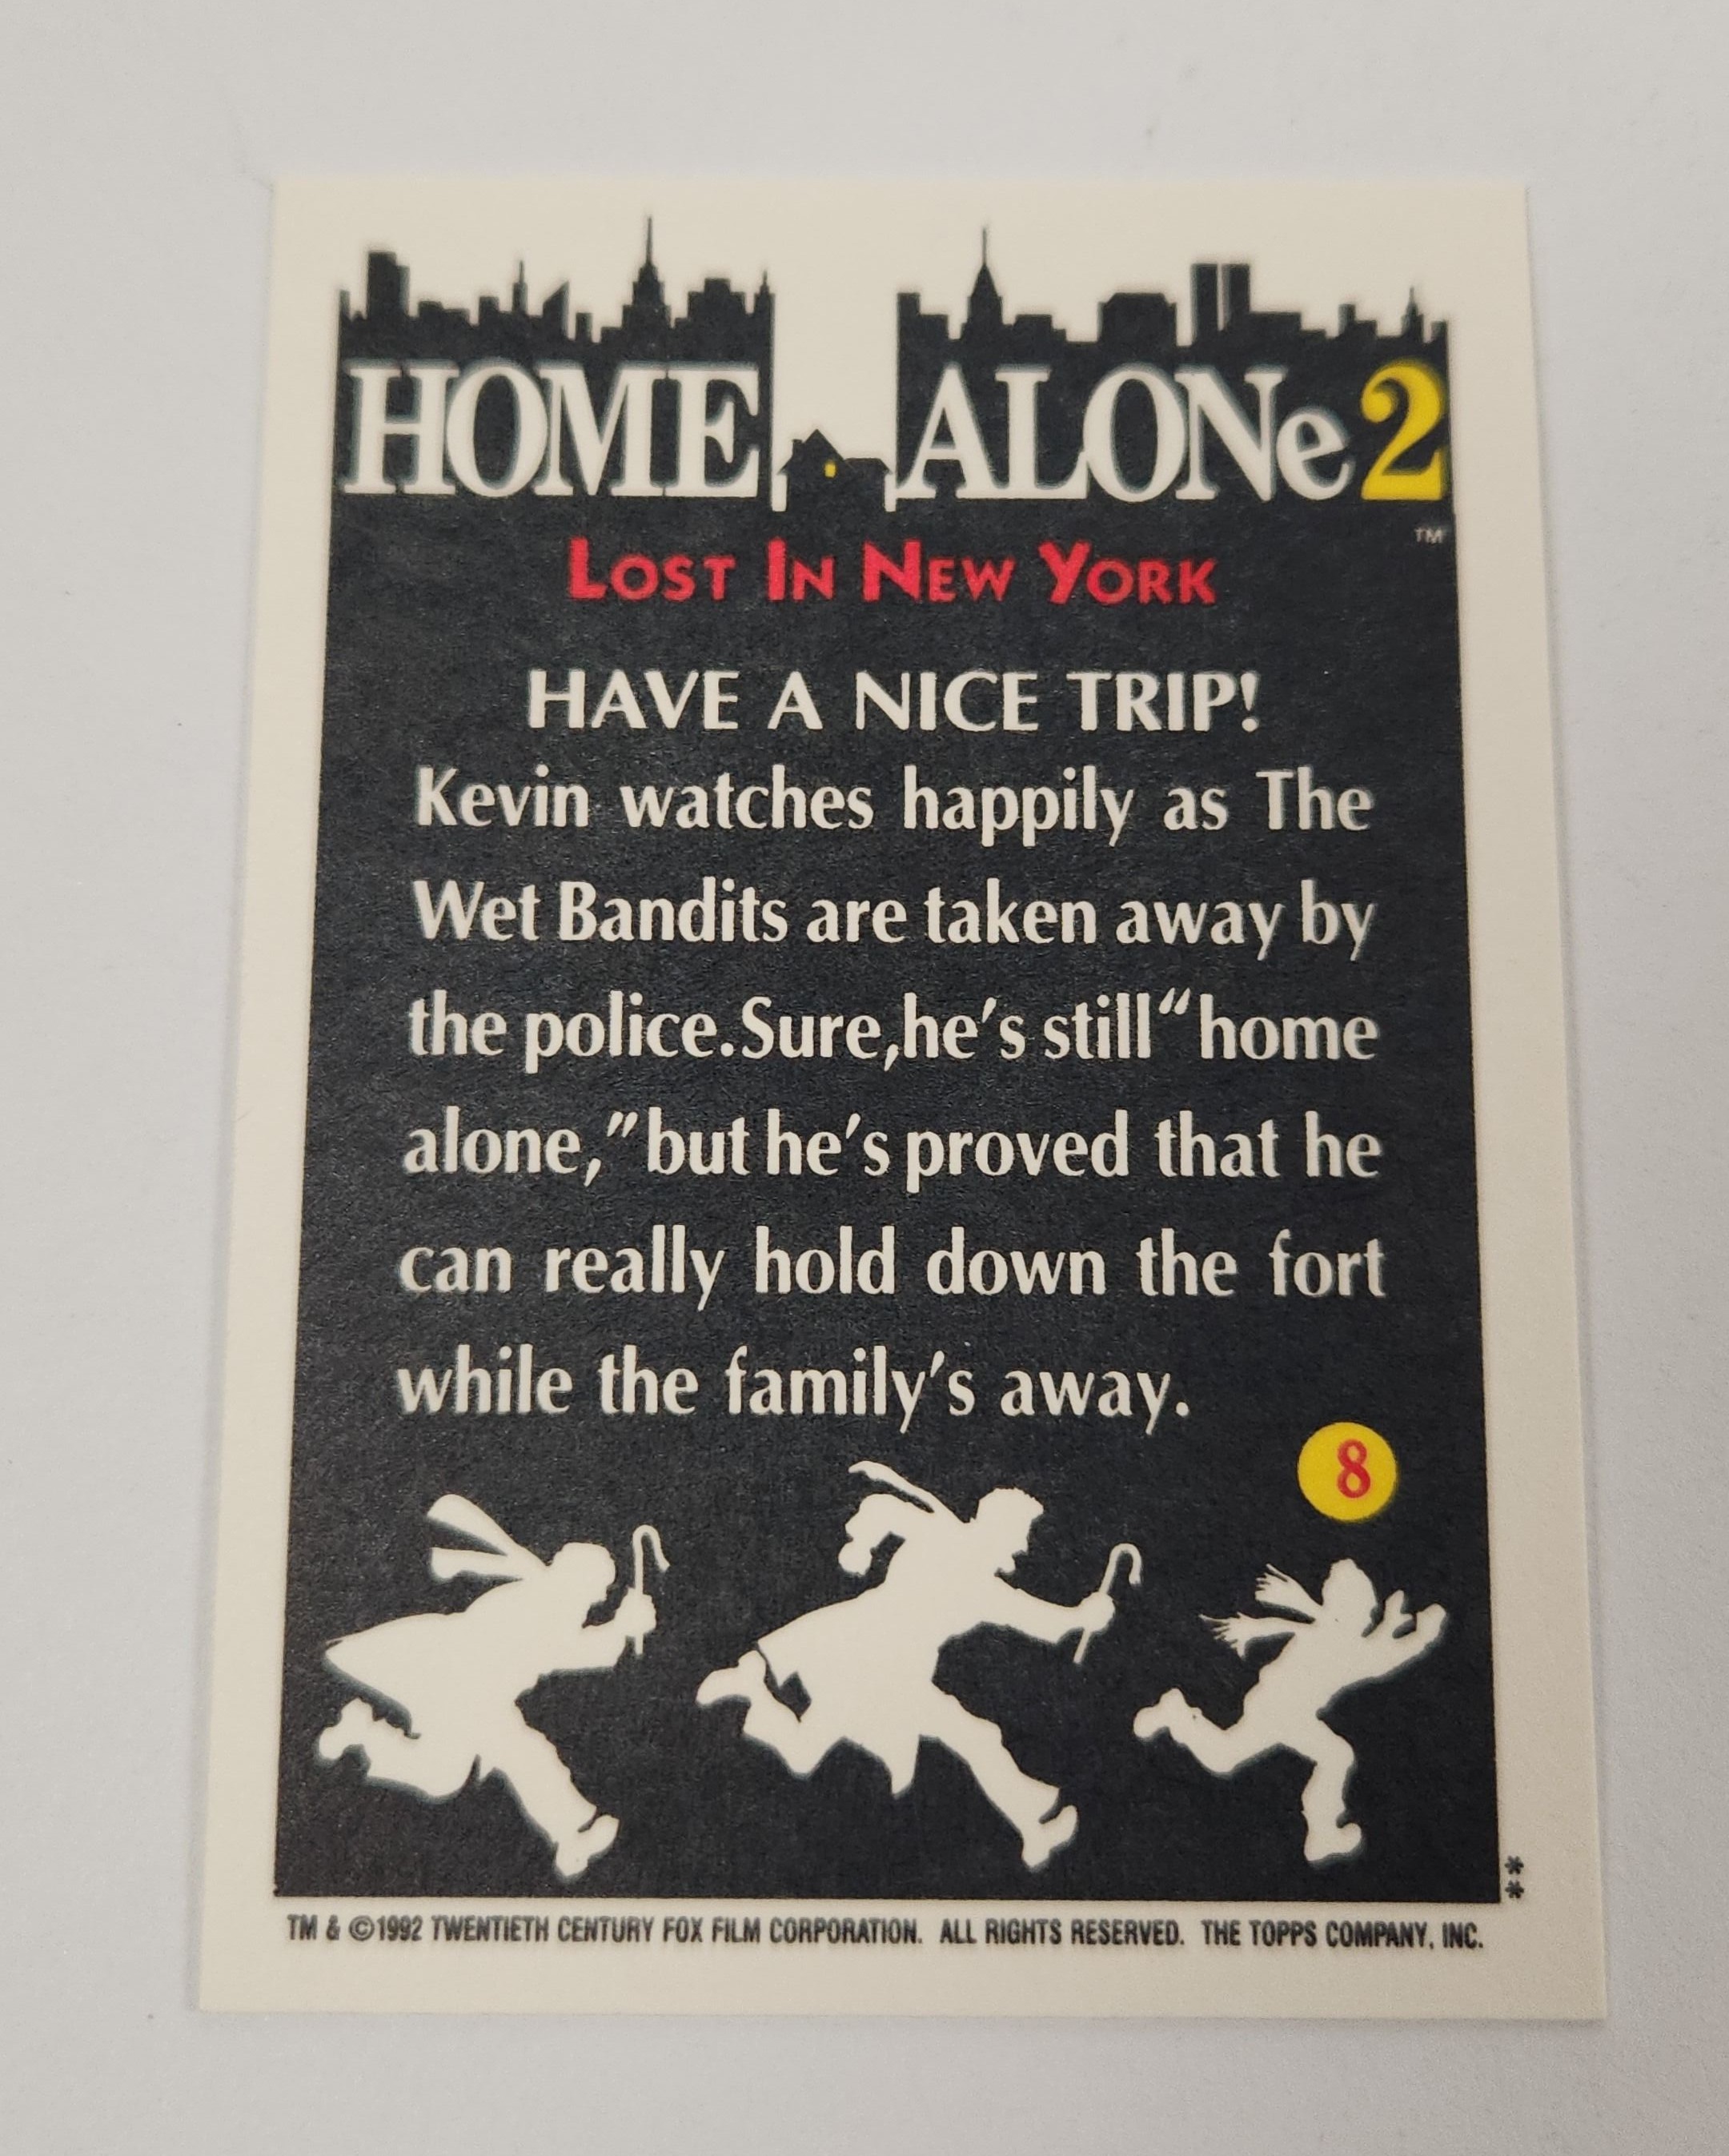 HOME ALONe 2
TM
LOST IN NEW YORK
HAVE A NICE TRIP!
Kevin watches happily as The
Wet Bandits are taken away by
the police.Sure,he's still “home
alone,” but he's proved that he
can really hold down the fort
while the family's away.
8
**
TM & ©1992 TWENTIETH CENTURY FOX FILM CORPORATION. ALL RIGHTS RESERVED. THE TOPPS COMPANY, INC.